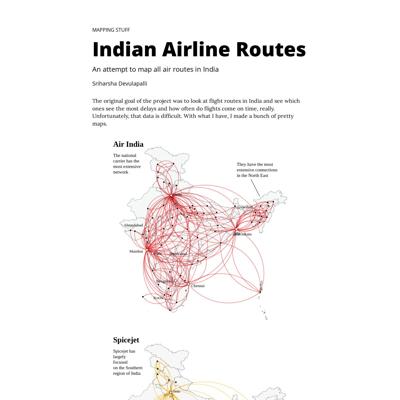 MAPPING STUFF
Indian Airline Routes
An attempt to map all air routes in India
Sriharsha Devulapalli
The original goal of the project was to look at flight routes in India and see which
ones see the most delays and how often do flights come on time, really.
Unfortunately, that data is difficult. With what I have, I made a bunch of pretty
maps.
Air India
The national
carrier has the
most extensive
network
They have the most
extensive connections
in the North East
Ahmedabad
Mumbai
Chennai
Spicejet
Spicejet has
largely
focused
on the Southern
region of India